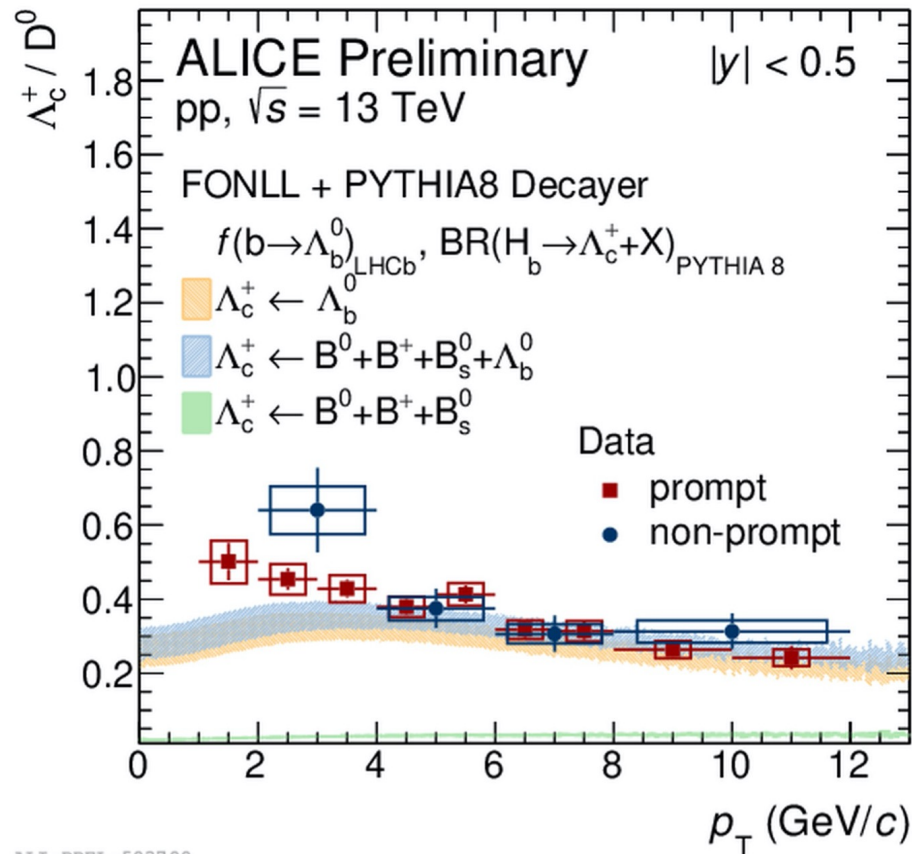 Λc+ / D0
ALICE Preliminary |y| < 0.5
pp, √s = 13 TeV
FONLL + PYTHIA8 Decayer
f(b→Λb0)LHCb, BR(Hb→Λc++X)PYTHIA 8
Λc+ ← Λb0
Λc+ ← B0+B++Bs0+Λb0
Λc+ ← B0+B++Bs0
Data
prompt
non-prompt
1.8
1.6
1.4
1.2
1.0
0.8
0.6
0.4
0.2
0 2 4 6 8 10 12
pT (GeV/c)